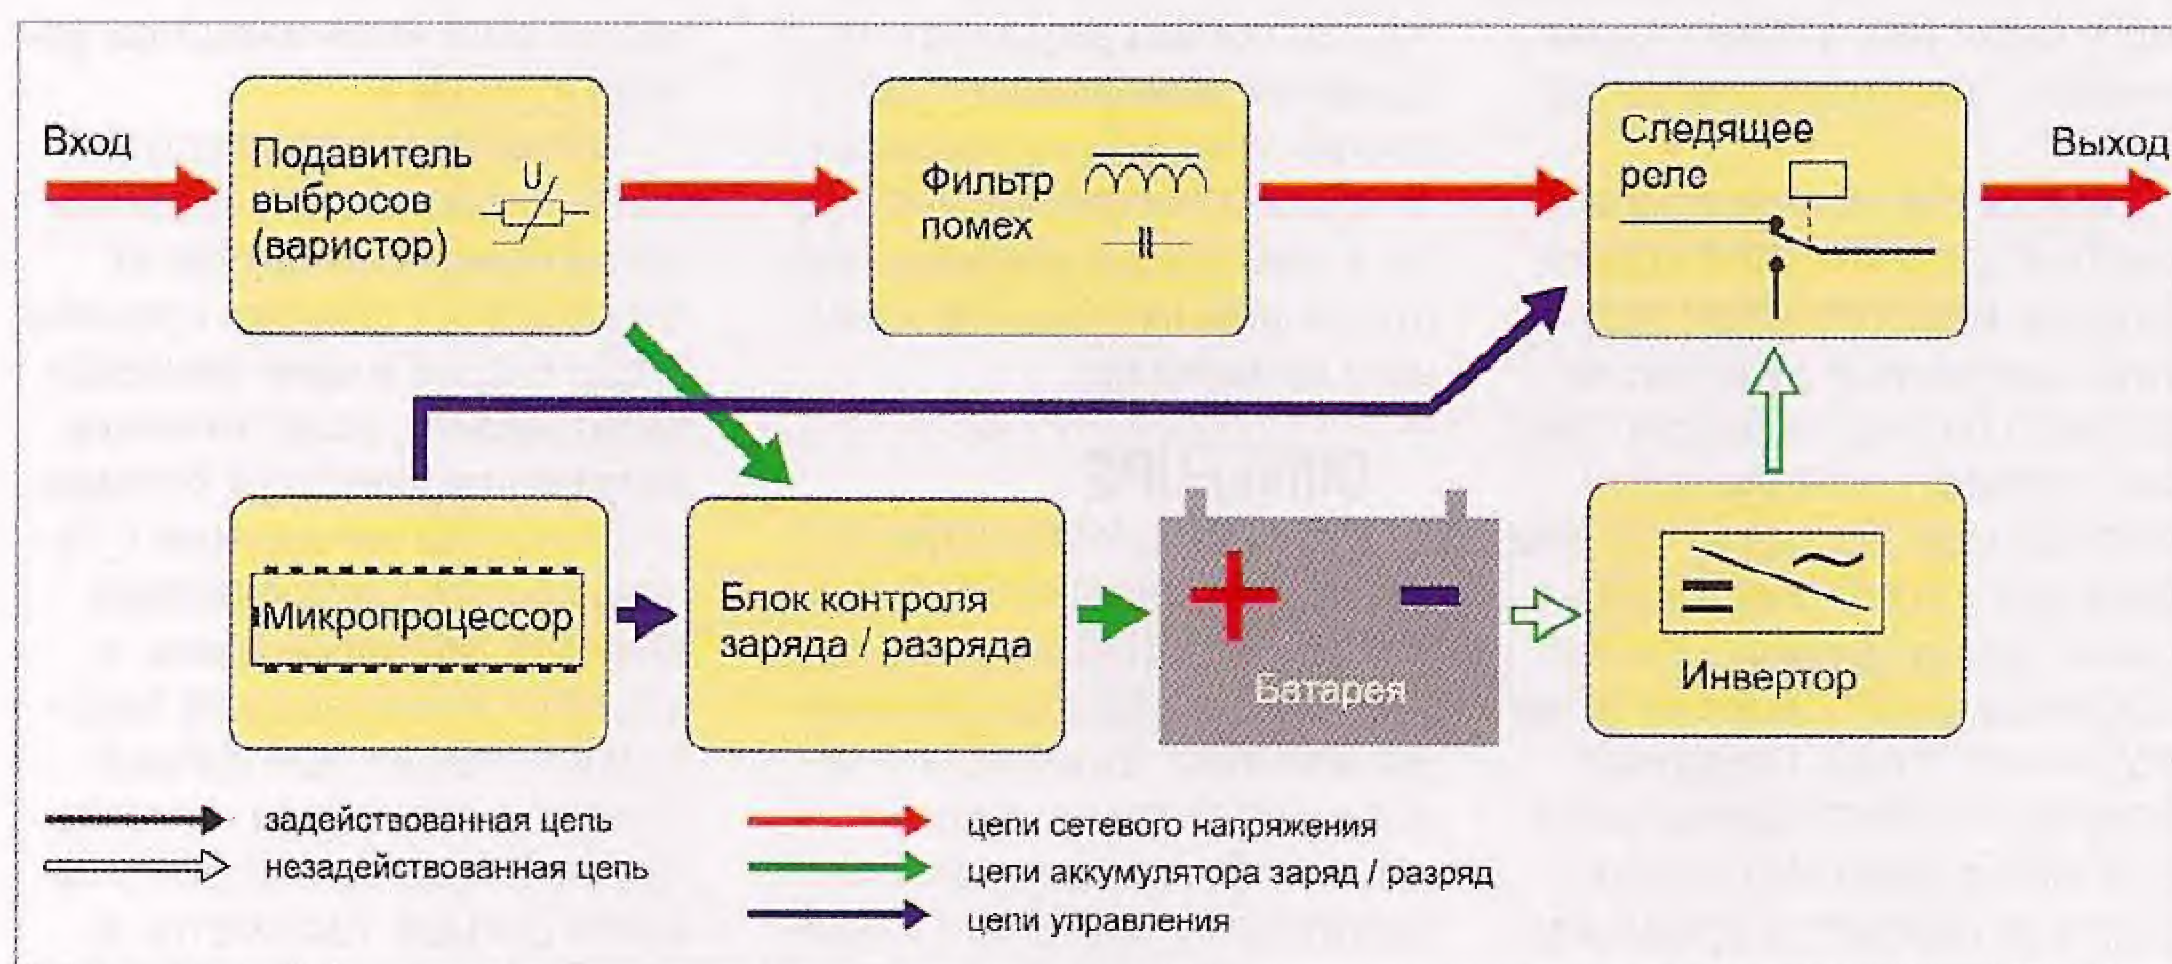 Вход
Подавитель
выбросов
(варистор)
U
Фильтр
помех
Следящее
реле
Выход
Микропроцессор
Блок контроля
заряда / разряда
Батарея
Инвертор
задействованная цепь
незадействованная цепь
цепи сетевого напряжения
цепи аккумулятора заряд / разряд
цепи управления